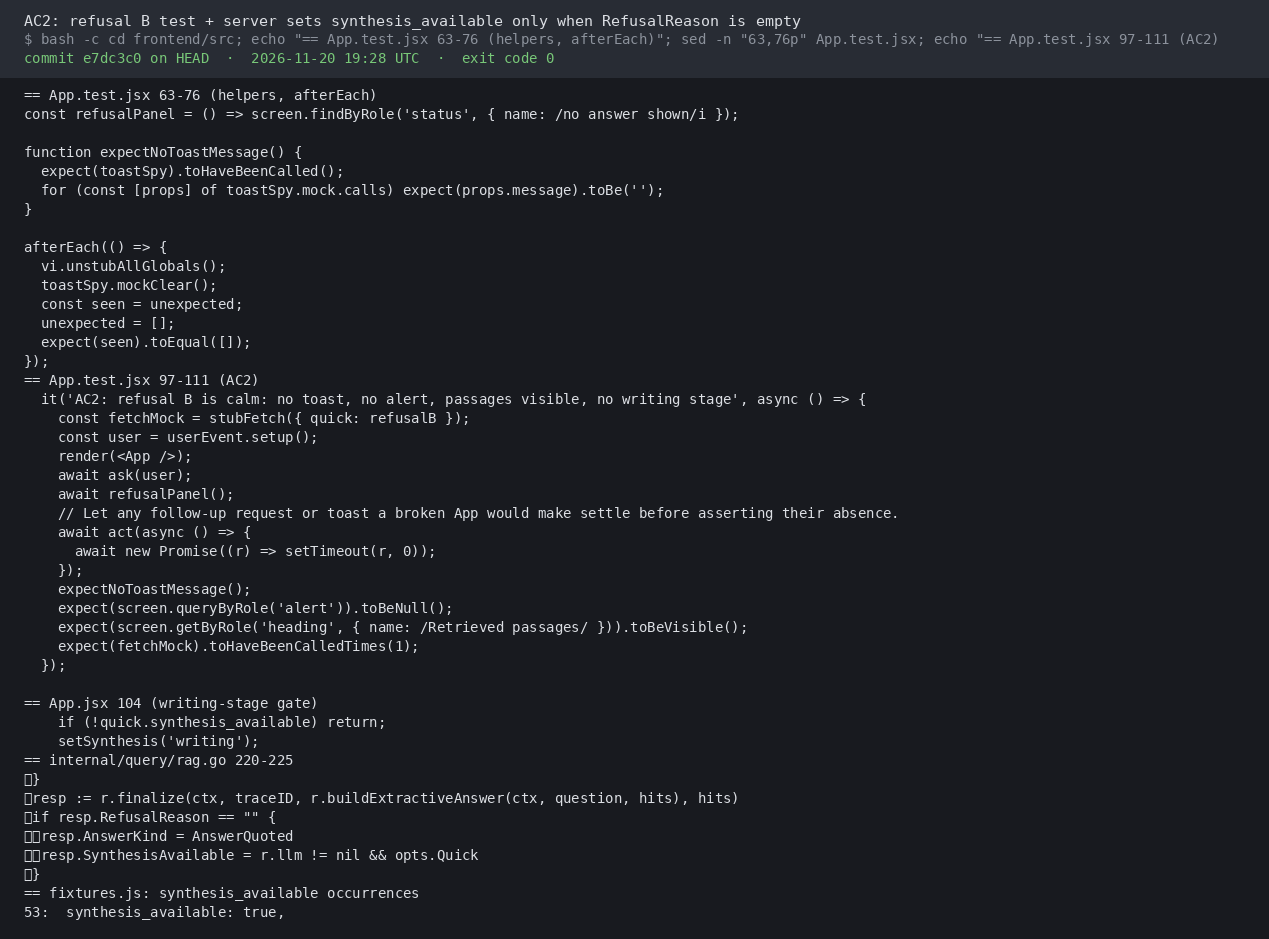 AC2: refusal B test + server sets synthesis_available only when RefusalReason is empty
$ bash -c cd frontend/src; echo "== App.test.jsx 63-76 (helpers, afterEach)"; sed -n "63,76p" App.test.jsx; echo "== App.test.jsx 97-111 (AC2)
commit e7dc3c0 on HEAD · 2026-11-20 19:28 UTC · exit code 0
== App.test.jsx 63-76 (helpers, afterEach)
const refusalPanel = () => screen.findByRole('status', { name: /no answer shown/i });

function expectNoToastMessage() {
  expect(toastSpy).toHaveBeenCalled();
  for (const [props] of toastSpy.mock.calls) expect(props.message).toBe('');
}

afterEach(() => {
  vi.unstubAllGlobals();
  toastSpy.mockClear();
  const seen = unexpected;
  unexpected = [];
  expect(seen).toEqual([]);
});
== App.test.jsx 97-111 (AC2)
  it('AC2: refusal B is calm: no toast, no alert, passages visible, no writing stage', async () => {
    const fetchMock = stubFetch({ quick: refusalB });
    const user = userEvent.setup();
    render(<App />);
    await ask(user);
    await refusalPanel();
    // Let any follow-up request or toast a broken App would make settle before asserting their absence.
    await act(async () => {
      await new Promise((r) => setTimeout(r, 0));
    });
    expectNoToastMessage();
    expect(screen.queryByRole('alert')).toBeNull();
    expect(screen.getByRole('heading', { name: /Retrieved passages/ })).toBeVisible();
    expect(fetchMock).toHaveBeenCalledTimes(1);
  });

== App.jsx 104 (writing-stage gate)
    if (!quick.synthesis_available) return;
    setSynthesis('writing');
== internal/query/rag.go 220-225
}
resp := r.finalize(ctx, traceID, r.buildExtractiveAnswer(ctx, question, hits), hits)
if resp.RefusalReason == "" {
resp.AnswerKind = AnswerQuoted
resp.SynthesisAvailable = r.llm != nil && opts.Quick
}
== fixtures.js: synthesis_available occurrences
53:  synthesis_available: true,